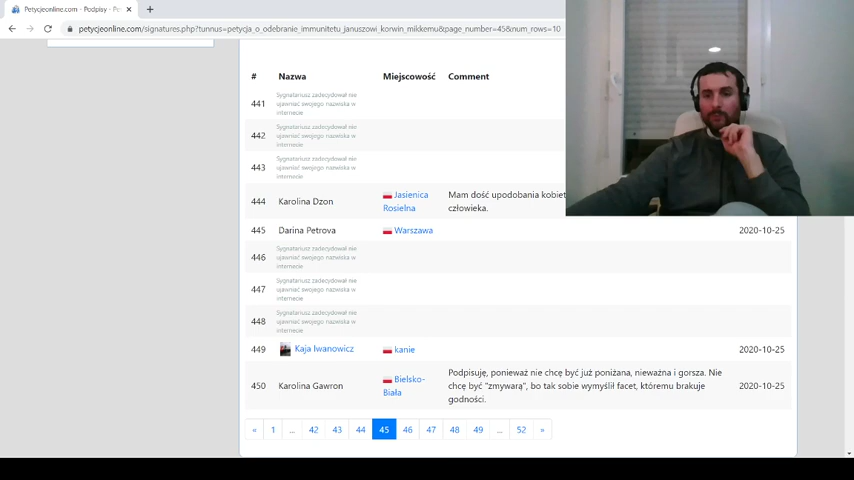 Petycjeonline.com - Podpisy - Pe
petycjeonline.com/signatures.php?tunnus=petycja_o_odebranie_immunitetu_januszowi_korwin_mikkemu&page_number=45&num_rows=10
# Nazwa Miejscowość Comment
441 Sygnatariusz zadecydował nie
ujawniać swojego nazwiska w
internecie
442 Sygnatariusz zadecydował nie
ujawniać swojego nazwiska w
internecie
443 Sygnatariusz zadecydował nie
ujawniać swojego nazwiska w
internecie
444 Karolina Dzon Jasienica Rosielna Mam dość upodobania kobiet
człowieka.
445 Darina Petrova Warszawa 2020-10-25
446 Sygnatariusz zadecydował nie
ujawniać swojego nazwiska w
internecie
447 Sygnatariusz zadecydował nie
ujawniać swojego nazwiska w
internecie
448 Sygnatariusz zadecydował nie
ujawniać swojego nazwiska w
internecie
449 Kaja Iwanowicz kanie 2020-10-25
450 Karolina Gawron Bielsko-Biała Podpisuję, ponieważ nie chcę być już poniżana, nieważna i gorsza. Nie
chcę być "zmywarą", bo tak sobie wymyślił facet, któremu brakuje 2020-10-25
godności.
« 1 ... 42 43 44 45 46 47 48 49 ... 52 »